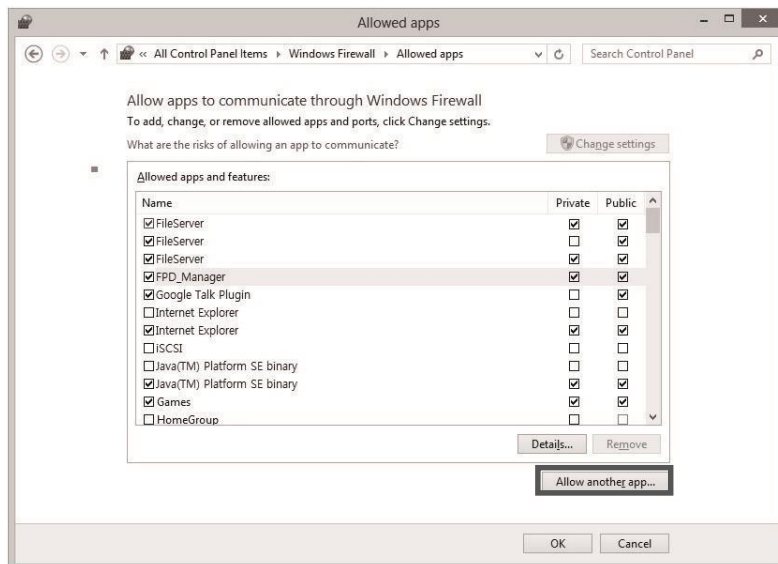 Allowed apps
« All Control Panel Items ▸ Windows Firewall ▸ Allowed apps
Search Control Panel
Allow apps to communicate through Windows Firewall
To add, change, or remove allowed apps and ports, click Change settings.
What are the risks of allowing an app to communicate?
Change settings
Allowed apps and features:
Name Private Public
FileServer
FileServer
FileServer
FPD_Manager
Google Talk Plugin
Internet Explorer
Internet Explorer
iSCSI
Java(TM) Platform SE binary
Java(TM) Platform SE binary
Games
HomeGroup
Details... Remove
Allow another app...
OK Cancel